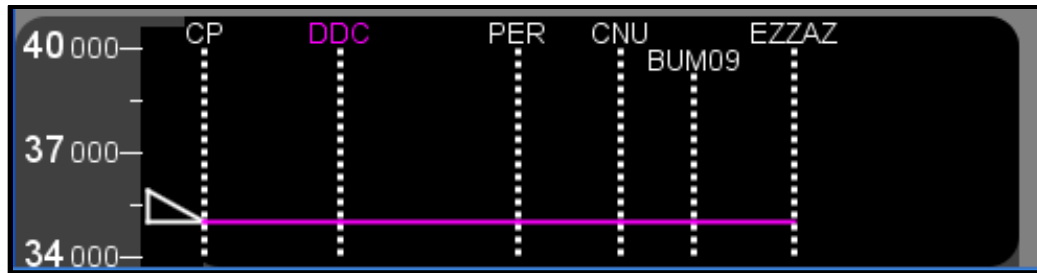 CP DDC PER CNU EZZAZ
40 000
BUM09
37 000
34 000